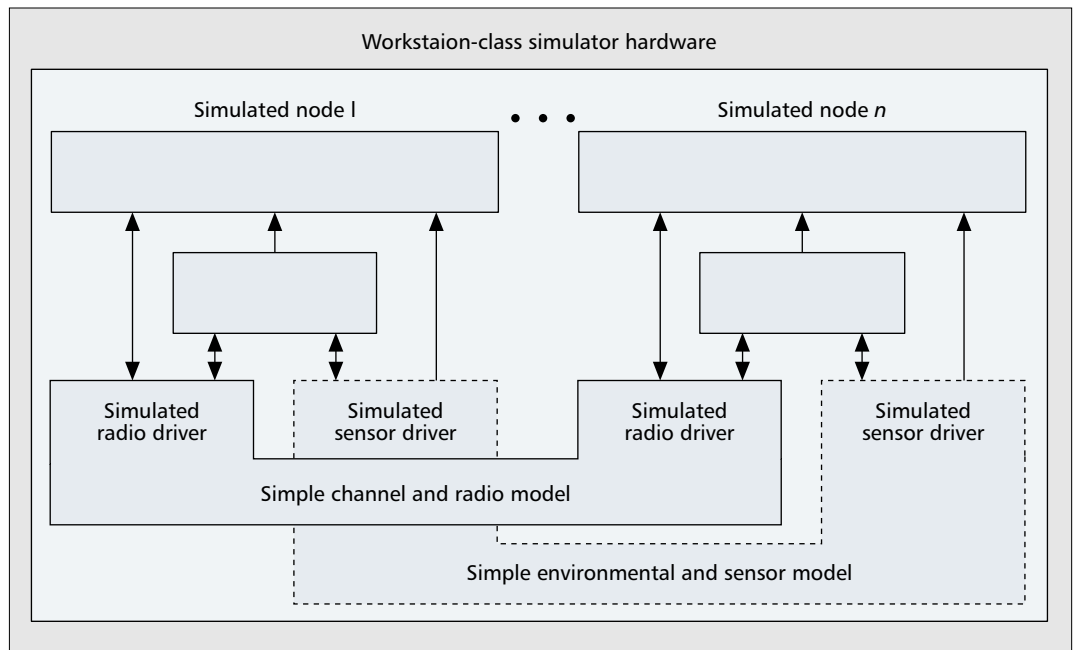 Workstaion-class simulator hardware
Simulated node l
Simulated node n
Simulated
radio driver
Simulated
sensor driver
Simulated
radio driver
Simulated
sensor driver
Simple channel and radio model
Simple environmental and sensor model